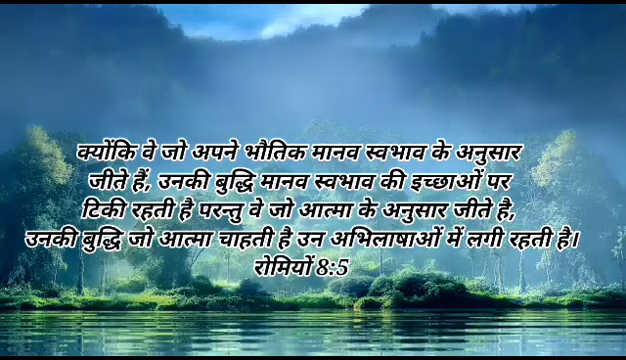 क्योंकि वे जो अपने भौतिक मानव स्वभाव के अनुसार
जीते हैं, उनकी बुद्धि मानव स्वभाव की इच्छाओं पर
टिकी रहती है परन्तु वे जो आत्मा के अनुसार जीते है,
उनकी बुद्धि जो आत्मा चाहती है उन अभिलाषाओं में लगी रहती है।
रोमियों 8:5